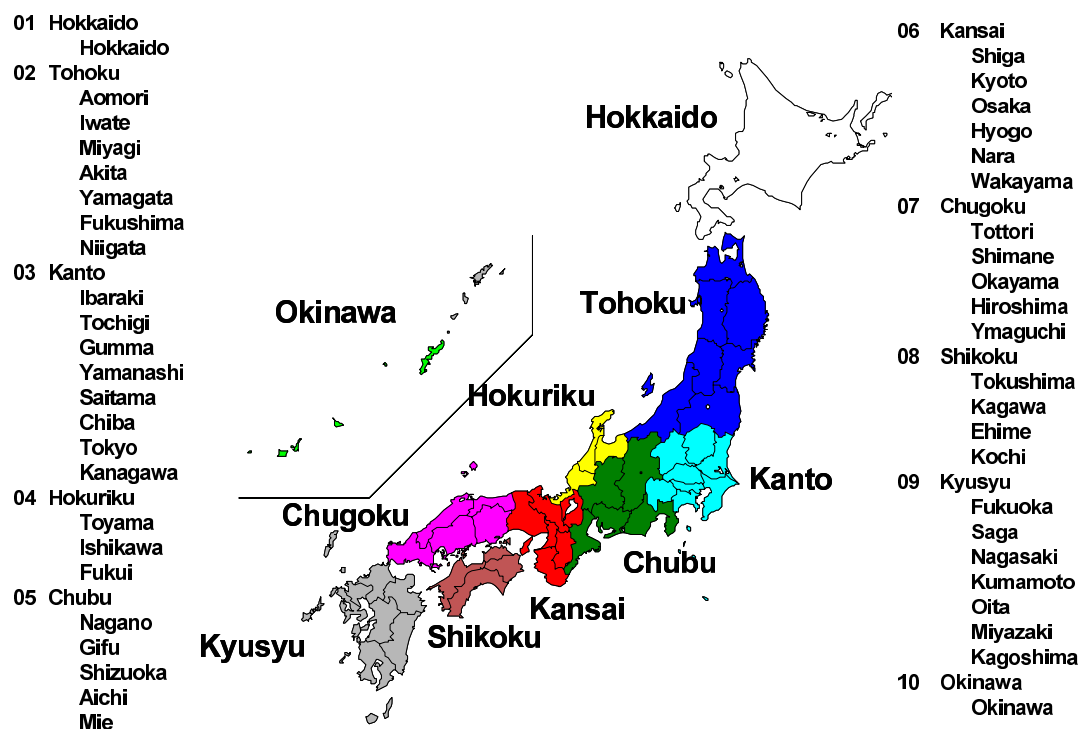 01 Hokkaido
Hokkaido
02 Tohoku
Aomori
Iwate
Miyagi
Akita
Yamagata
Fukushima
Niigata
03 Kanto
Ibaraki
Tochigi
Gumma
Yamanashi
Saitama
Chiba
Tokyo
Kanagawa
04 Hokuriku
Toyama
Ishikawa
Fukui
05 Chubu
Nagano
Gifu
Shizuoka
Aichi
Mie
Hokkaido
Okinawa
Tohoku
Hokuriku
Kanto
Chugoku
Chubu
Kansai
Shikoku
Kyusyu
06 Kansai
Shiga
Kyoto
Osaka
Hyogo
Nara
Wakayama
07 Chugoku
Tottori
Shimane
Okayama
Hiroshima
Ymaguchi
08 Shikoku
Tokushima
Kagawa
Ehime
Kochi
09 Kyusyu
Fukuoka
Saga
Nagasaki
Kumamoto
Oita
Miyazaki
Kagoshima
10 Okinawa
Okinawa